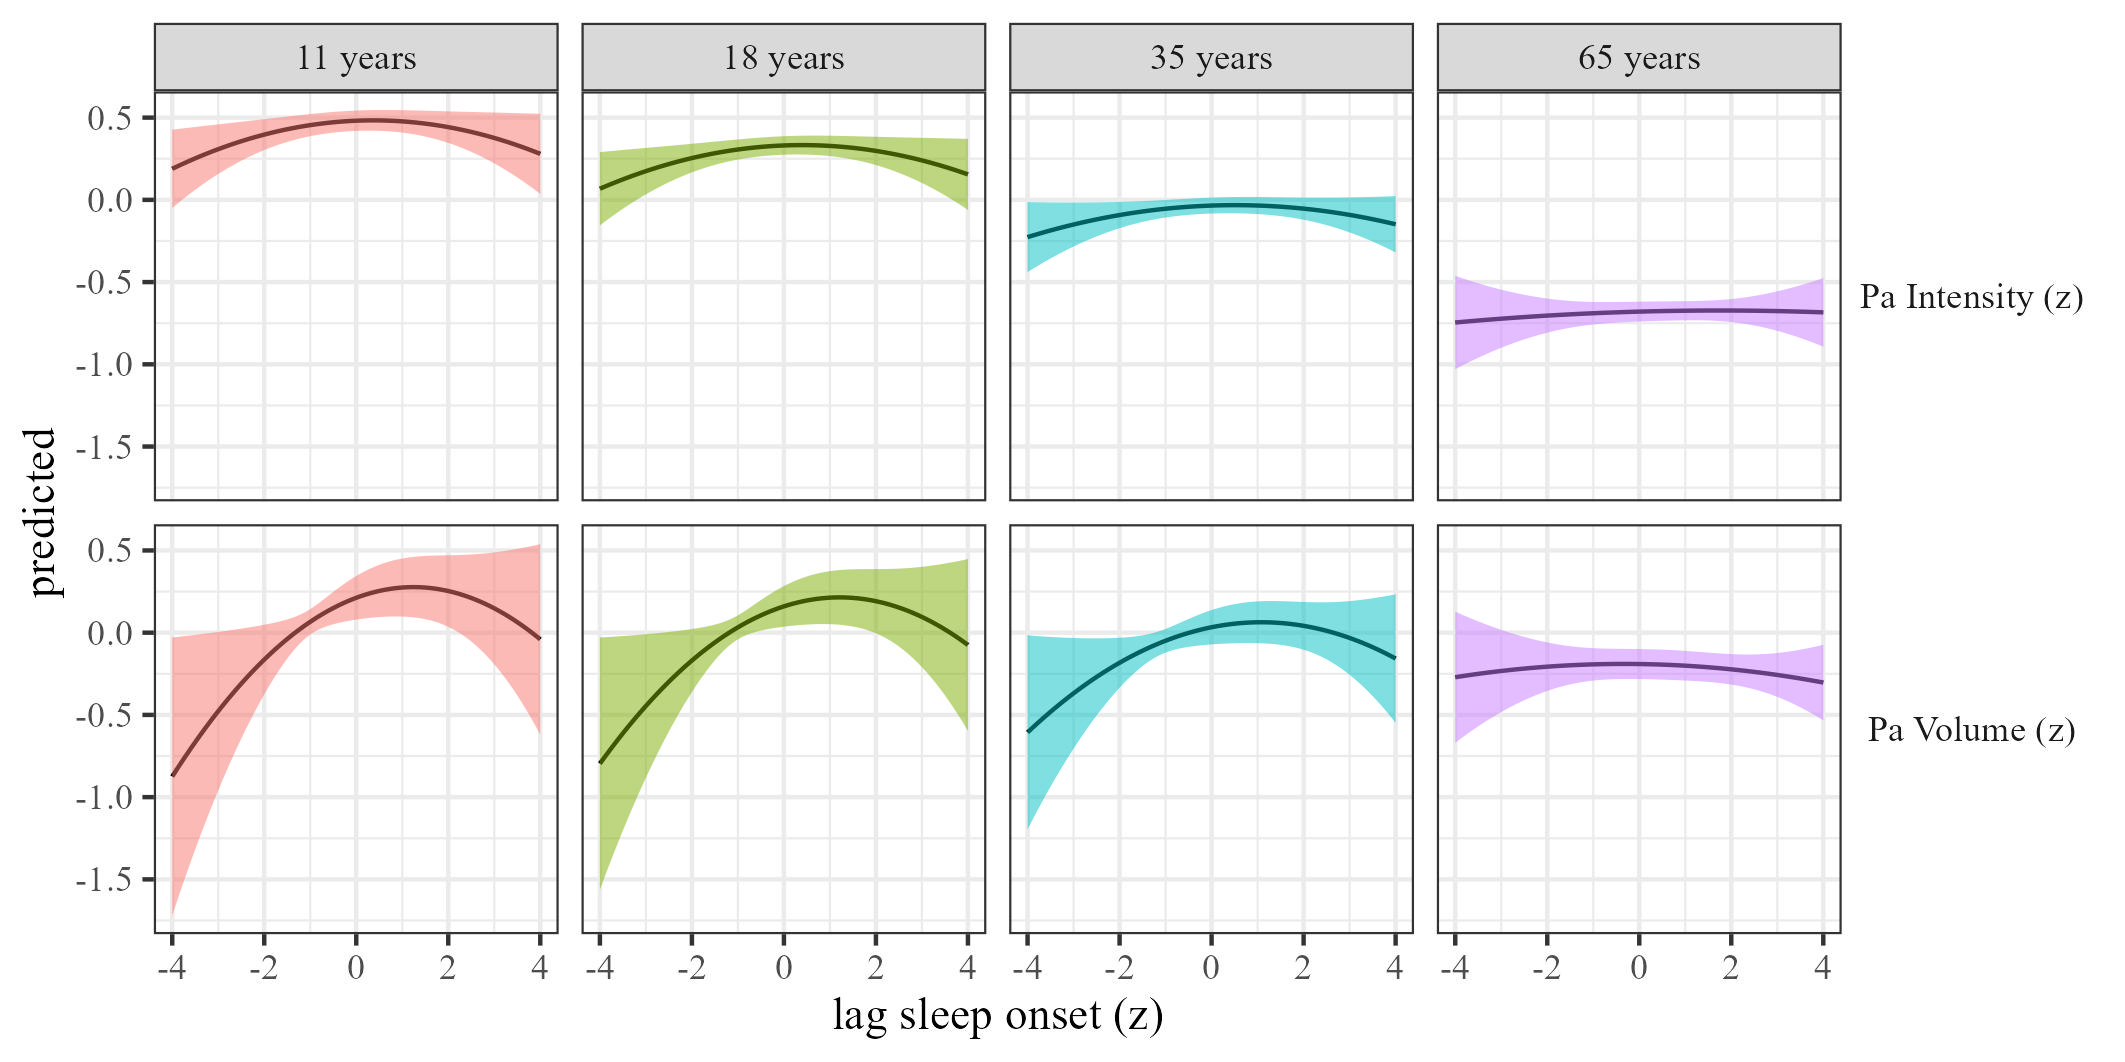 11 years
18 years
35 years
65 years
0.5
0.0
-0.5
-1.0
-1.5
Pa Intensity (z)
predicted
0.5
0.0
-0.5
-1.0
-1.5
Pa Volume (z)
-4 -2 0 2 4
-4 -2 0 2 4
-4 -2 0 2 4
-4 -2 0 2 4
lag sleep onset (z)